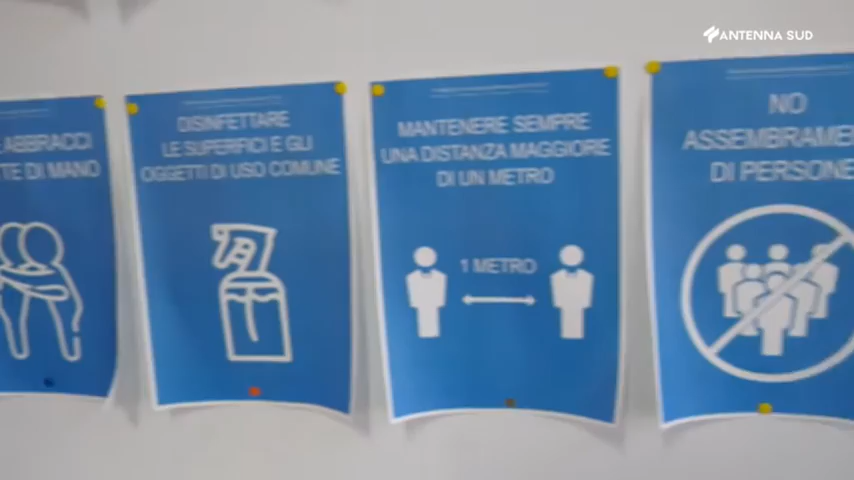 ANTENNA SUD
ABBRACCI
TE DI MANO
DISINFETTARE
LE SUPERFICI E GLI
OGGETTI DI USO COMUNE
MANTENERE SEMPRE
UNA DISTANZA MAGGIORE
DI UN METRO
1 METRO
NO
ASSEMBRAME
DI PERSONE